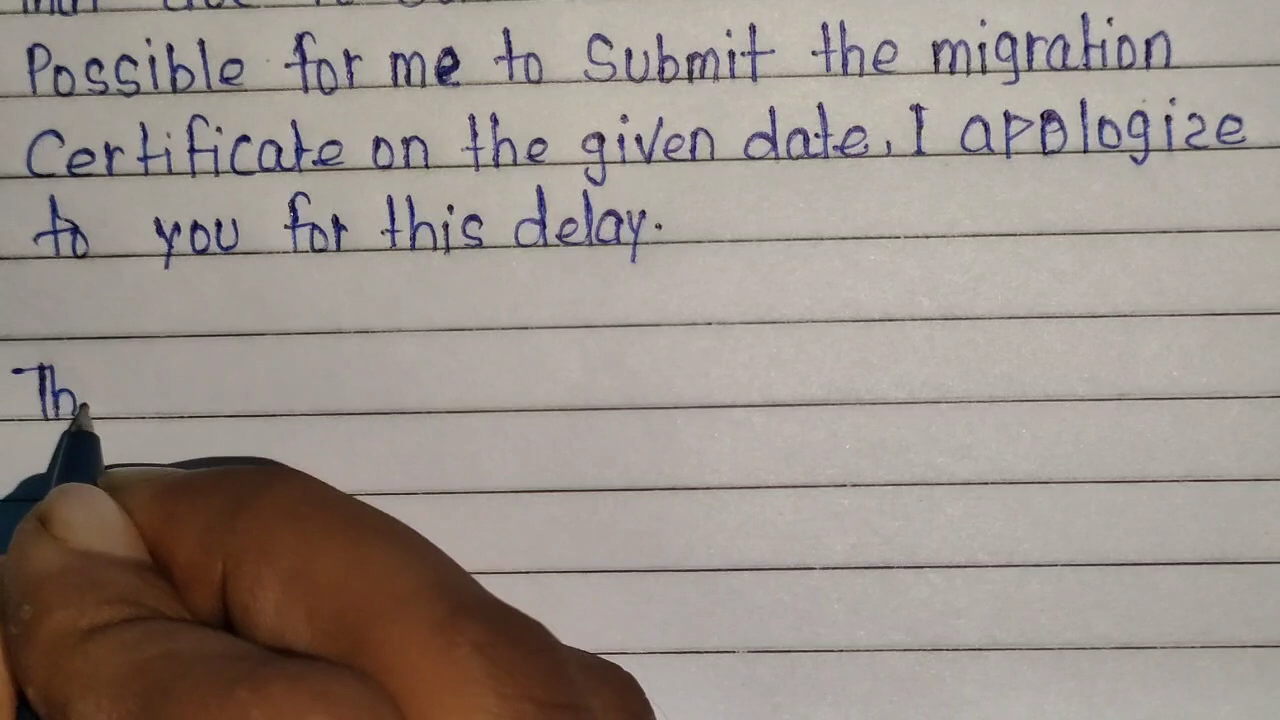 Possible for me to Submit the migration
Certificate on the given date, I apologize
to you for this delay.
Th